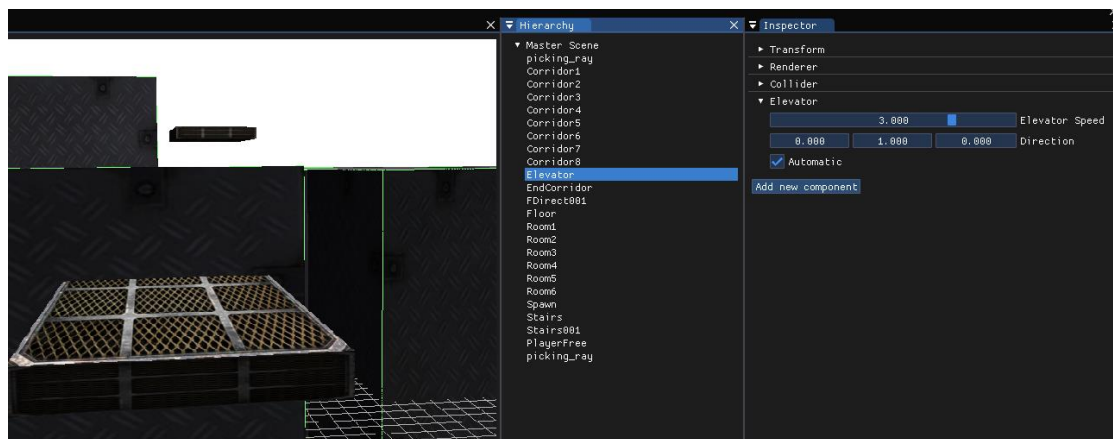 Hierarchy
Master Scene
picking_ray
Corridor1
Corridor2
Corridor3
Corridor4
Corridor5
Corridor6
Corridor7
Corridor8
Elevator
EndCorridor
FDirect001
Floor
Room1
Room2
Room3
Room4
Room5
Room6
Spawn
Stairs
Stairs001
PlayerFree
picking_ray
Inspector
Transform
Renderer
Collider
Elevator
3.000 Elevator Speed
0.000 1.000 0.000 Direction
Automatic
Add new component